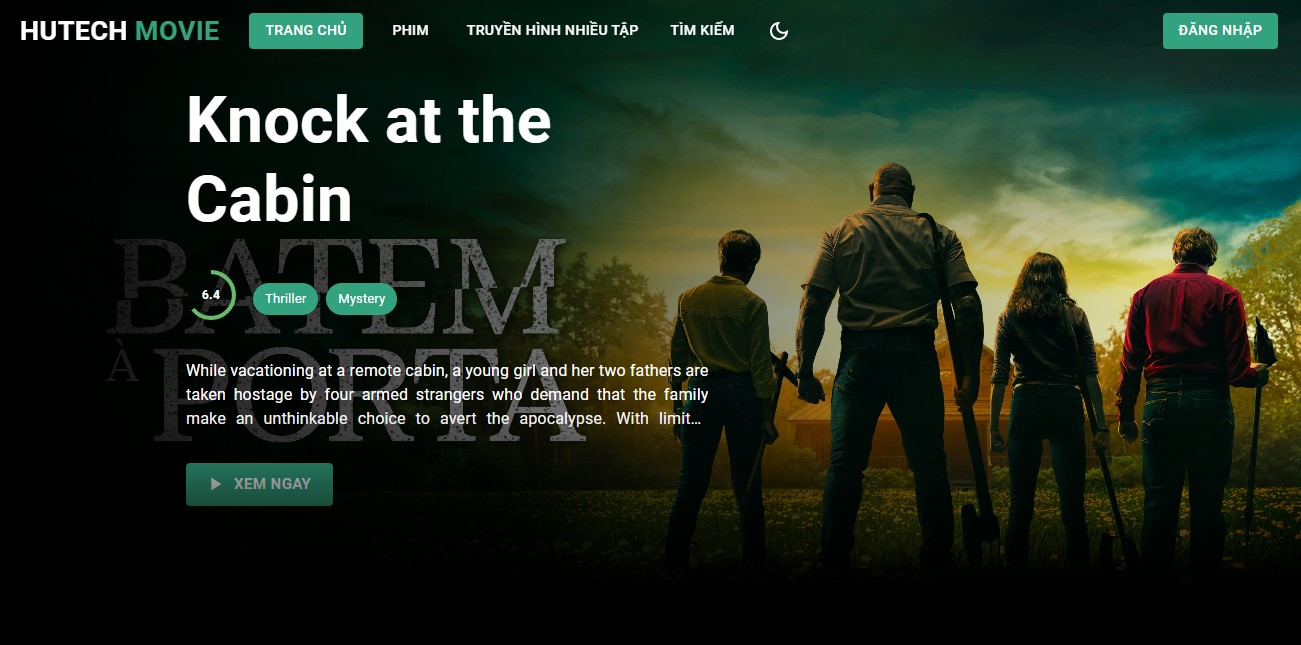 HUTECH MOVIE
TRANG CHỦ
PHIM
TRUYỀN HÌNH NHIỀU TẬP
TÌM KIẾM
ĐĂNG NHẬP
Knock at the
Cabin
BATEM
À
PORTA
6.4
Thriller
Mystery
While vacationing at a remote cabin, a young girl and her two fathers are
taken hostage by four armed strangers who demand that the family
make an unthinkable choice to avert the apocalypse. With limit...
XEM NGAY